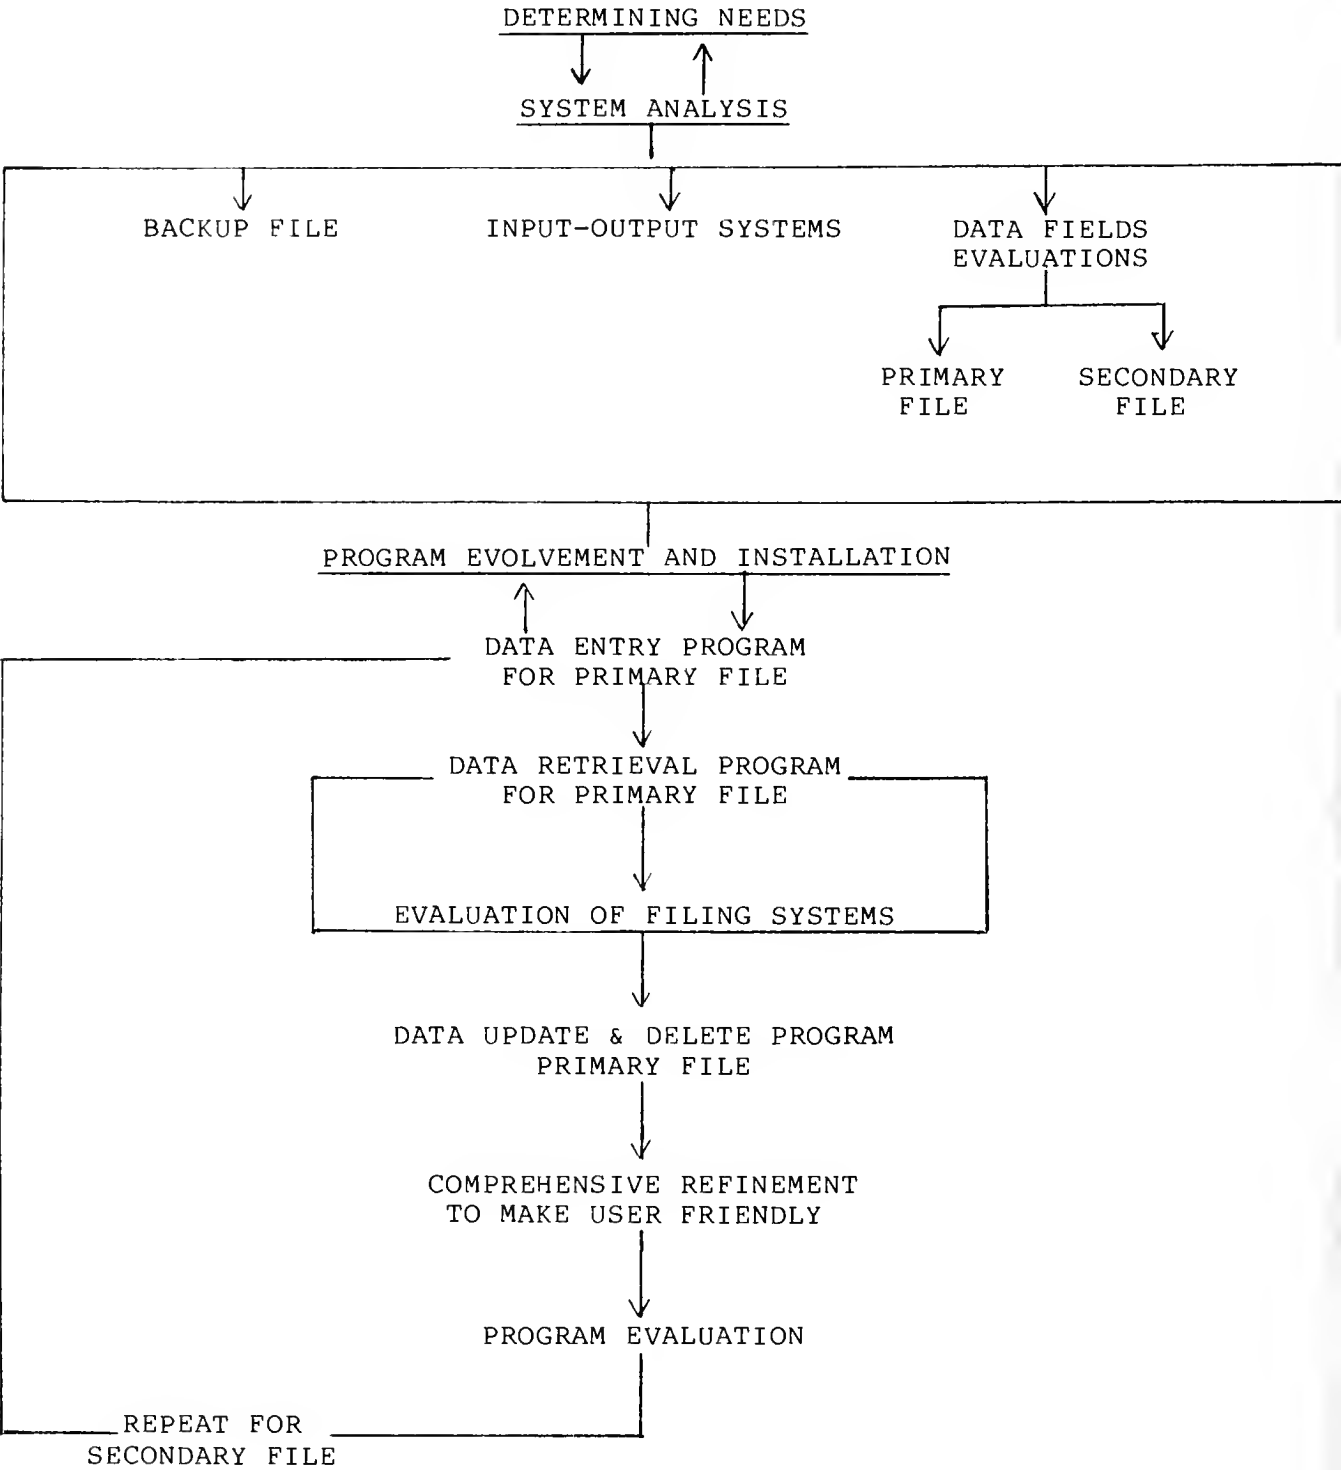 DETERMINING NEEDS
SYSTEM ANALYSIS
BACKUP FILE
INPUT-OUTPUT SYSTEMS
DATA FIELDS
EVALUATIONS
PRIMARY
FILE
SECONDARY
FILE
PROGRAM EVOLVEMENT AND INSTALLATION
DATA ENTRY PROGRAM
FOR PRIMARY FILE
DATA RETRIEVAL PROGRAM
FOR PRIMARY FILE
EVALUATION OF FILING SYSTEMS
DATA UPDATE & DELETE PROGRAM
PRIMARY FILE
COMPREHENSIVE REFINEMENT
TO MAKE USER FRIENDLY
PROGRAM EVALUATION
REPEAT FOR
SECONDARY FILE